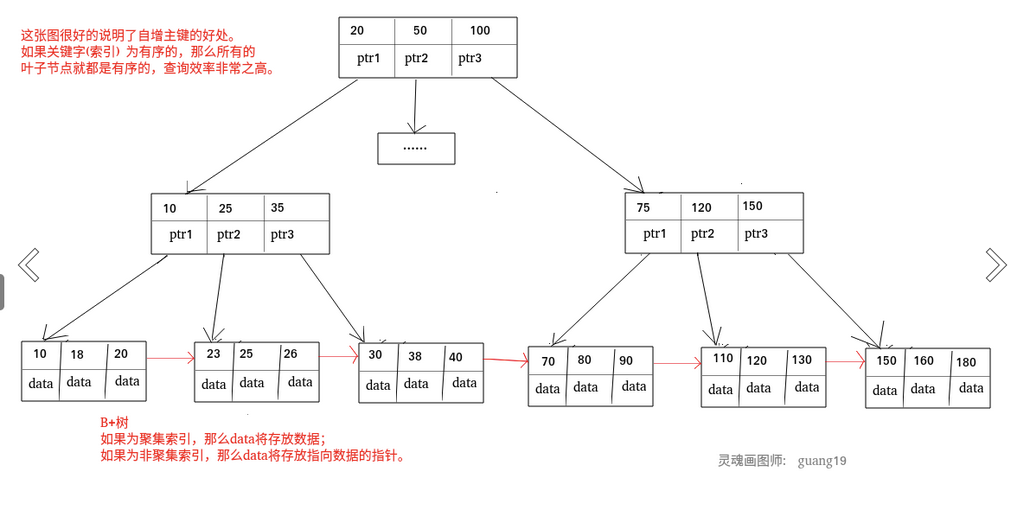 这张图很好的说明了自增主键的好处。
如果关键字(索引) 为有序的，那么所有的
叶子节点就都是有序的，查询效率非常之高。
20 50 100
ptr1 ptr2 ptr3
......
10 25 35
ptr1 ptr2 ptr3
75 120 150
ptr1 ptr2 ptr3
10 18 20
data data data
23 25 26
data data data
30 38 40
data data data
70 80 90
data data data
110 120 130
data data data
150 160 180
data data data
B+树
如果为聚集索引，那么data将存放数据；
如果为非聚集索引，那么data将存放指向数据的指针。
灵魂画图师: guang19